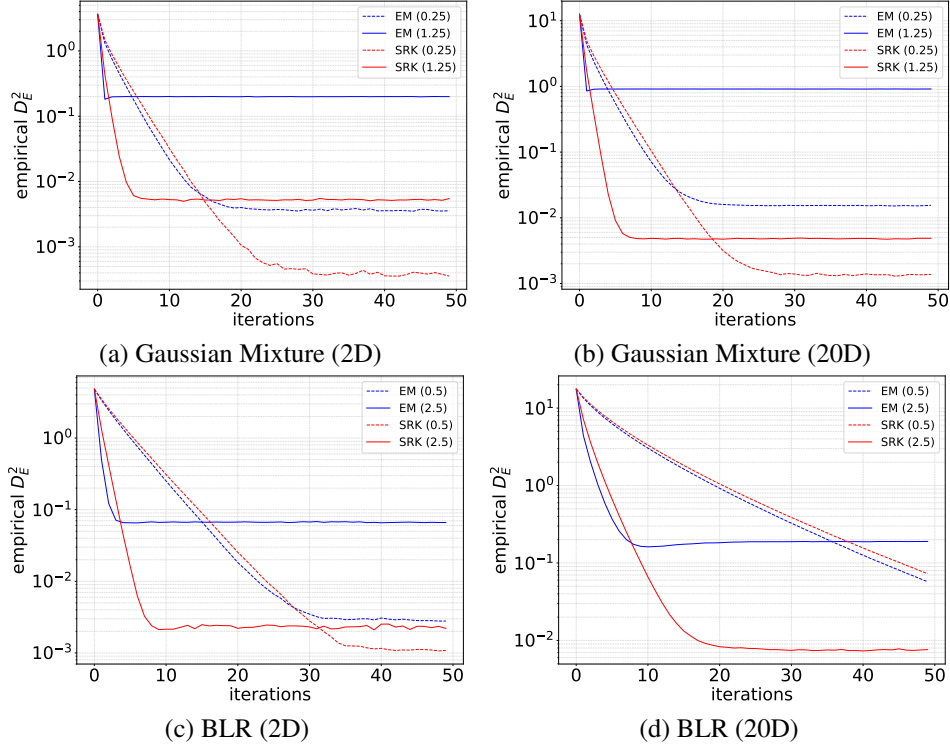 EM (0.25)
EM (1.25)
SRK (0.25)
SRK (1.25)
10^0
10^-1
10^-2
10^-3
empirical D_E^2
0 10 20 30 40 50
iterations
(a) Gaussian Mixture (2D)
EM (0.25)
EM (1.25)
SRK (0.25)
SRK (1.25)
10^1
10^0
10^-1
10^-2
10^-3
empirical D_E^2
0 10 20 30 40 50
iterations
(b) Gaussian Mixture (20D)
EM (0.5)
EM (2.5)
SRK (0.5)
SRK (2.5)
10^0
10^-1
10^-2
10^-3
empirical D_E^2
0 10 20 30 40 50
iterations
(c) BLR (2D)
EM (0.5)
EM (2.5)
SRK (0.5)
SRK (2.5)
10^1
10^0
10^-1
10^-2
empirical D_E^2
0 10 20 30 40 50
iterations
(d) BLR (20D)